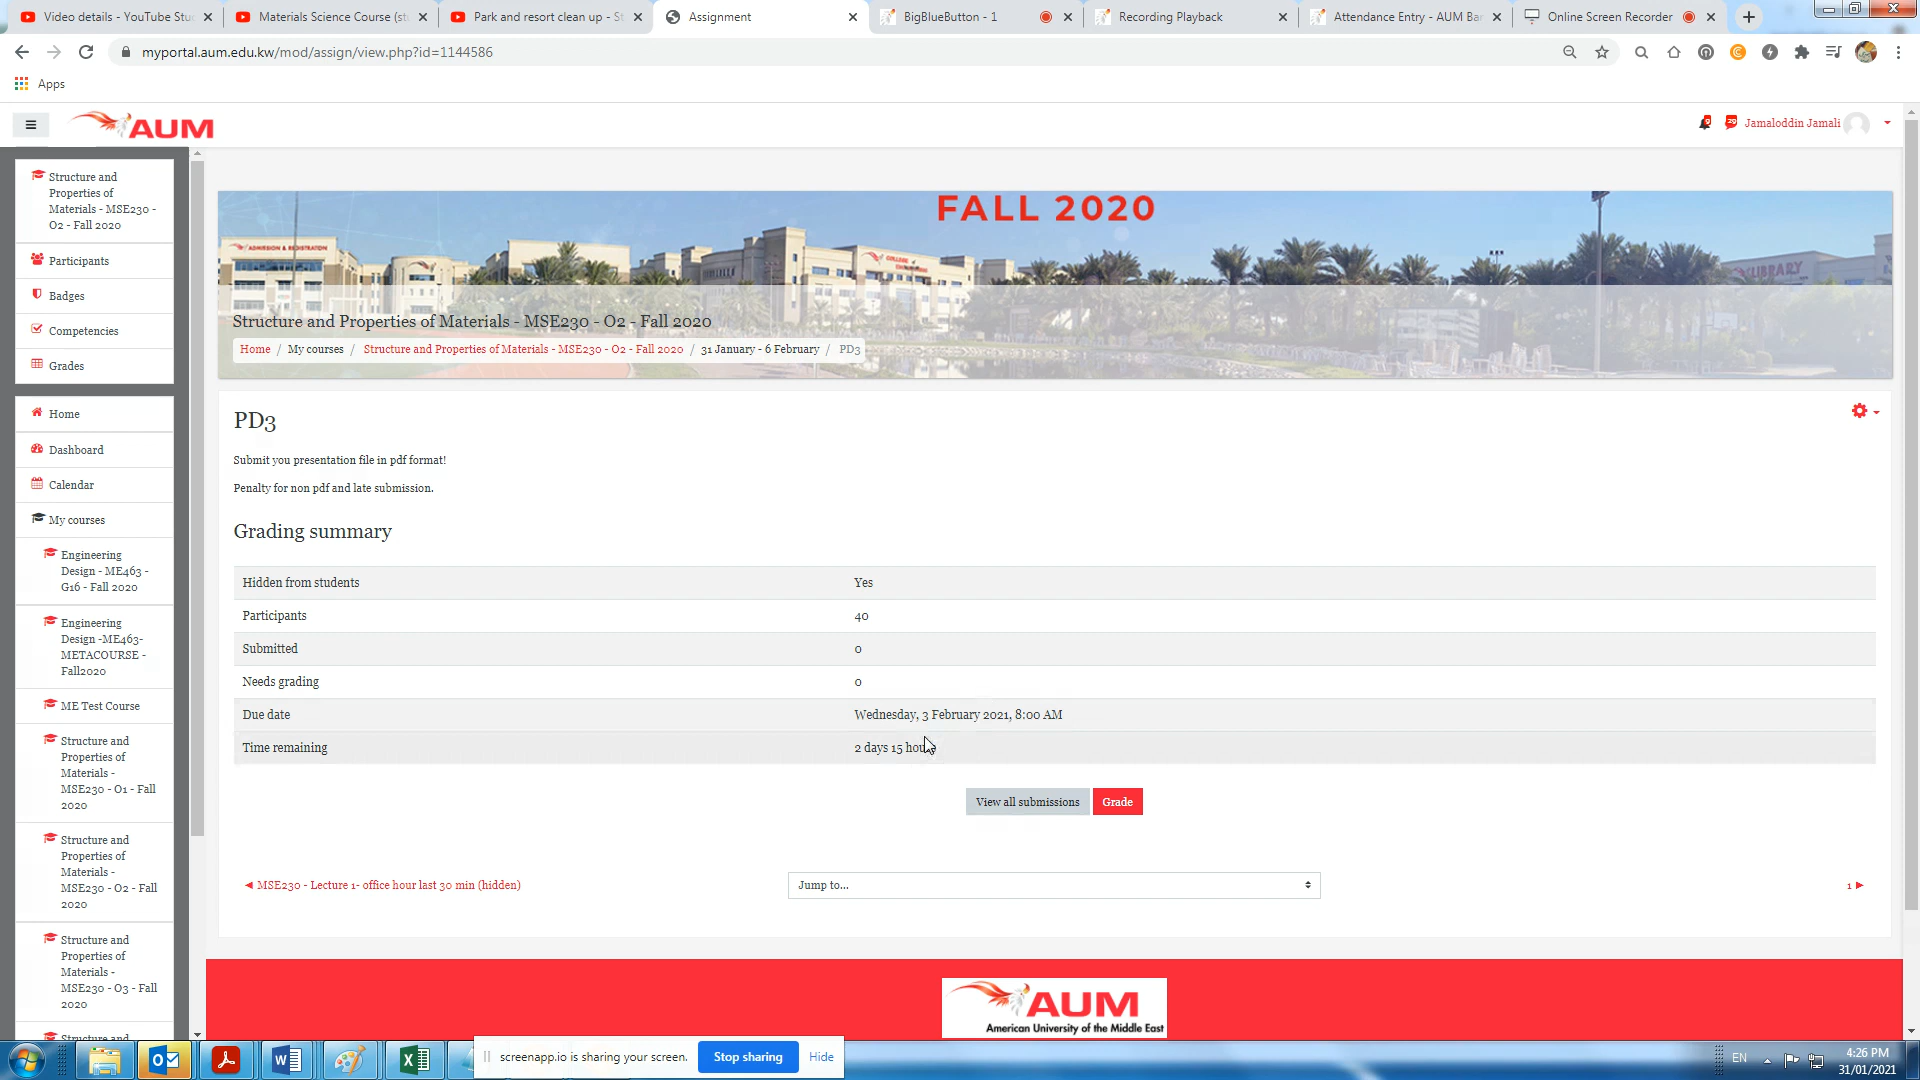 Video details - YouTube Stu
Materials Science Course (st
Park and resort clean up - St
Assignment
BigBlueButton - 1
Recording Playback
Attendance Entry - AUM Ban
Online Screen Recorder
myportal.aum.edu.kw/mod/assign/view.php?id=1144586
Apps
AUM
Jamaloddin Jamali
Structure and
Properties of
Materials - MSE230 -
O2 - Fall 2020
Participants
Badges
Competencies
Grades
Home
Dashboard
Calendar
My courses
Engineering
Design - ME463 -
G16 - Fall 2020
Engineering
Design -ME463-
METACOURSE -
Fall2020
ME Test Course
Structure and
Properties of
Materials -
MSE230 - O1 - Fall
2020
Structure and
Properties of
Materials -
MSE230 - O2 - Fall
2020
Structure and
Properties of
Materials -
MSE230 - O3 - Fall
2020
Structure and
FALL 2020
ADMISSION & REGISTRATION
LIBRARY
Structure and Properties of Materials - MSE230 - O2 - Fall 2020
Home / My courses / Structure and Properties of Materials - MSE230 - O2 - Fall 2020 / 31 January - 6 February / PD3
PD3
Submit you presentation file in pdf format!
Penalty for non pdf and late submission.
Grading summary
Hidden from students Yes
Participants 40
Submitted 0
Needs grading 0
Due date Wednesday, 3 February 2021, 8:00 AM
Time remaining 2 days 15 hours
View all submissions Grade
◄ MSE230 - Lecture 1- office hour last 30 min (hidden)
Jump to...
1 ►
AUM
American University of the Middle East
screenapp.io is sharing your screen. Stop sharing Hide
EN
4:26 PM
31/01/2021